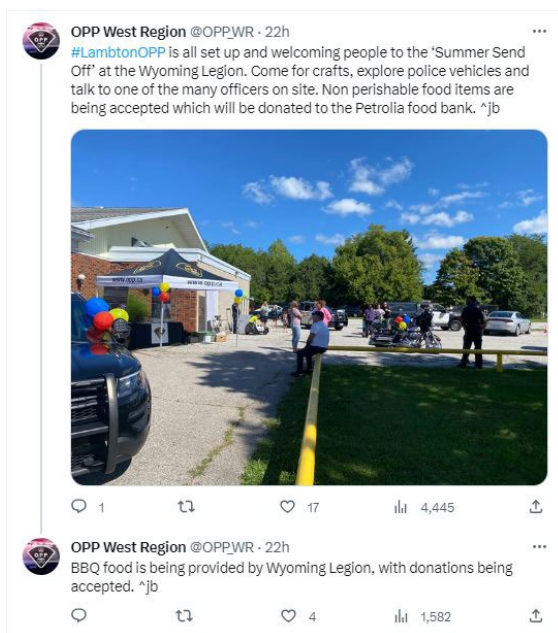 OPP West Region @OPP_WR · 22h
#LambtonOPP is all set up and welcoming people to the ‘Summer Send
Off’ at the Wyoming Legion. Come for crafts, explore police vehicles and
talk to one of the many officers on site. Non perishable food items are
being accepted which will be donated to the Petrolia food bank. ^jb
www.opp.ca
www.opp.ca
1 17 4,445
OPP West Region @OPP_WR · 22h
BBQ food is being provided by Wyoming Legion, with donations being
accepted. ^jb
4 1,582